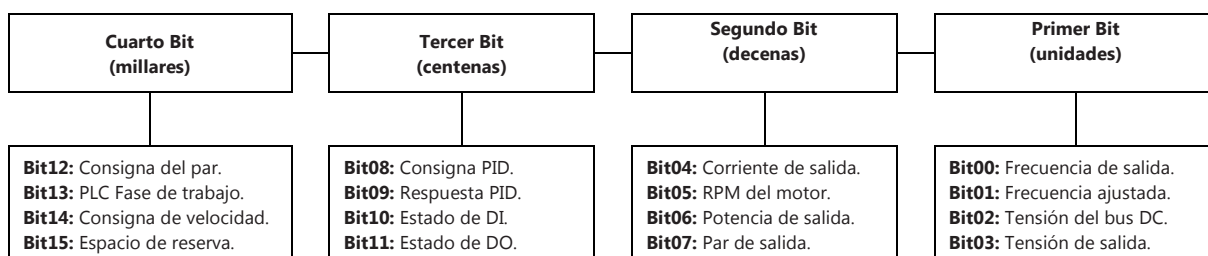 Cuarto Bit
(millares)
Tercer Bit
(centenas)
Segundo Bit
(decenas)
Primer Bit
(unidades)
Bit12: Consigna del par.
Bit13: PLC Fase de trabajo.
Bit14: Consigna de velocidad.
Bit15: Espacio de reserva.
Bit08: Consigna PID.
Bit09: Respuesta PID.
Bit10: Estado de DI.
Bit11: Estado de DO.
Bit04: Corriente de salida.
Bit05: RPM del motor.
Bit06: Potencia de salida.
Bit07: Par de salida.
Bit00: Frecuencia de salida.
Bit01: Frecuencia ajustada.
Bit02: Tensión del bus DC.
Bit03: Tensión de salida.